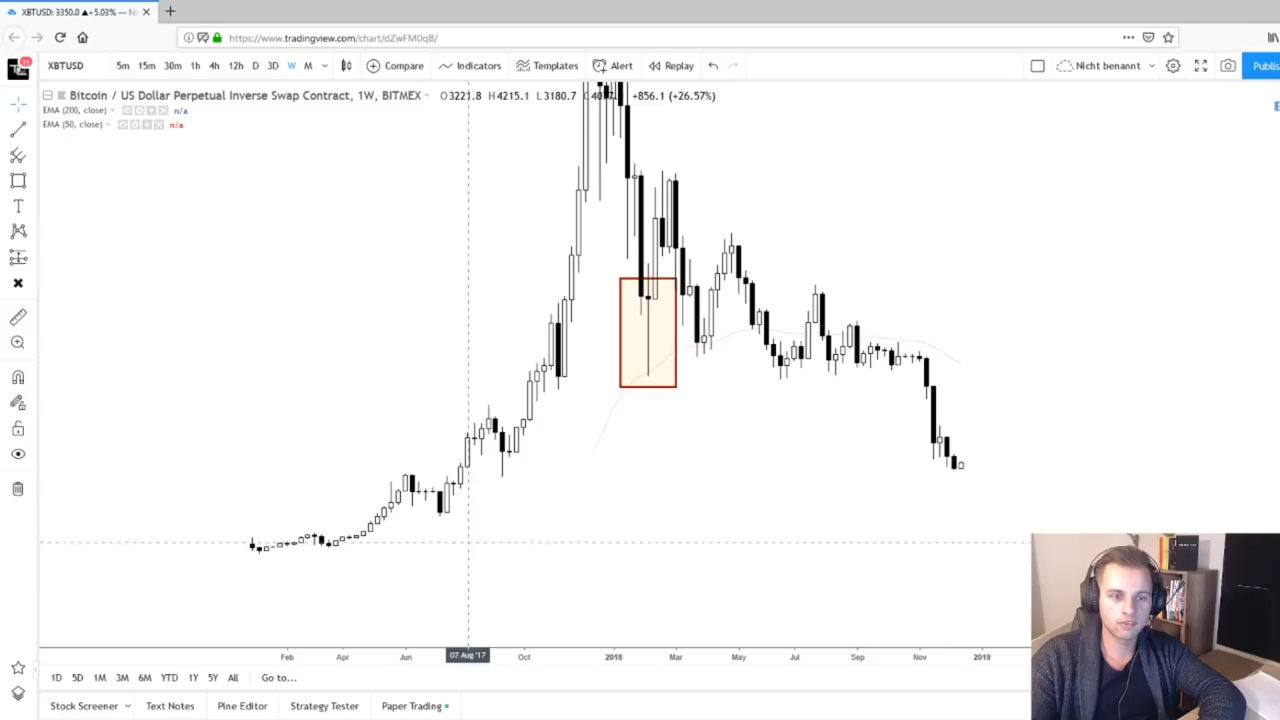 XBTUSD: 3350.0 ▲+5.03% —
https://www.tradingview.com/chart/dZwFM0q8/
11
XBTUSD 5m 15m 30m 1h 4h 12h D 3D W M Compare Indicators Templates Alert Replay Nicht benannt Publis
Bitcoin / US Dollar Perpetual Inverse Swap Contract, 1W, BITMEX O3221.8 H4215.1 L3180.7 +856.1 (+26.57%)
EMA (200, close) n/a
EMA (50, close) n/a
Feb Apr Jun 07 Aug '17 Oct 2018 Mar May Jul Sep Nov 2019
1D 5D 1M 3M 6M YTD 1Y 5Y All Go to...
Stock Screener Text Notes Pine Editor Strategy Tester Paper Trading